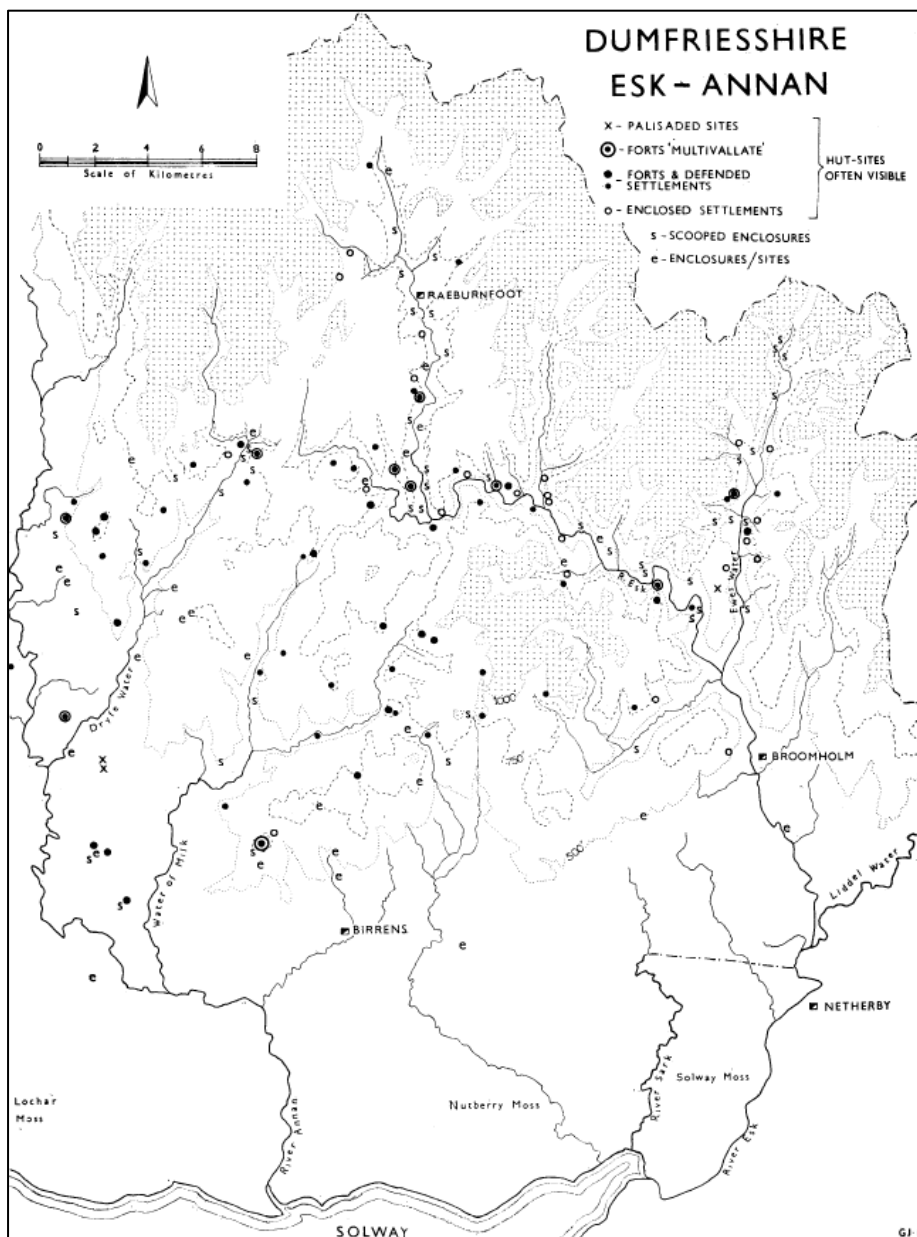 DUMFRIESSHIRE
ESK - ANNAN
x - PALISADED SITES
- FORTS 'MULTIVALLATE'
- FORTS & DEFENDED
SETTLEMENTS
o - ENCLOSED SETTLEMENTS
HUT-SITES
OFTEN VISIBLE
s - SCOOPED ENCLOSURES
e - ENCLOSURES/SITES
0 2 4 6 8
Scale of Kilometres
RAEBURNFOOT
R. Esk
Ewes Water
Dryfe Water
1000'
750'
BROOMHOLM
500'
Water of Milk
Liddel Water
BIRRENS
NETHERBY
River Sark
Solway Moss
Lochar
Moss
Nutberry Moss
River Annan
River Esk
SOLWAY
GJ